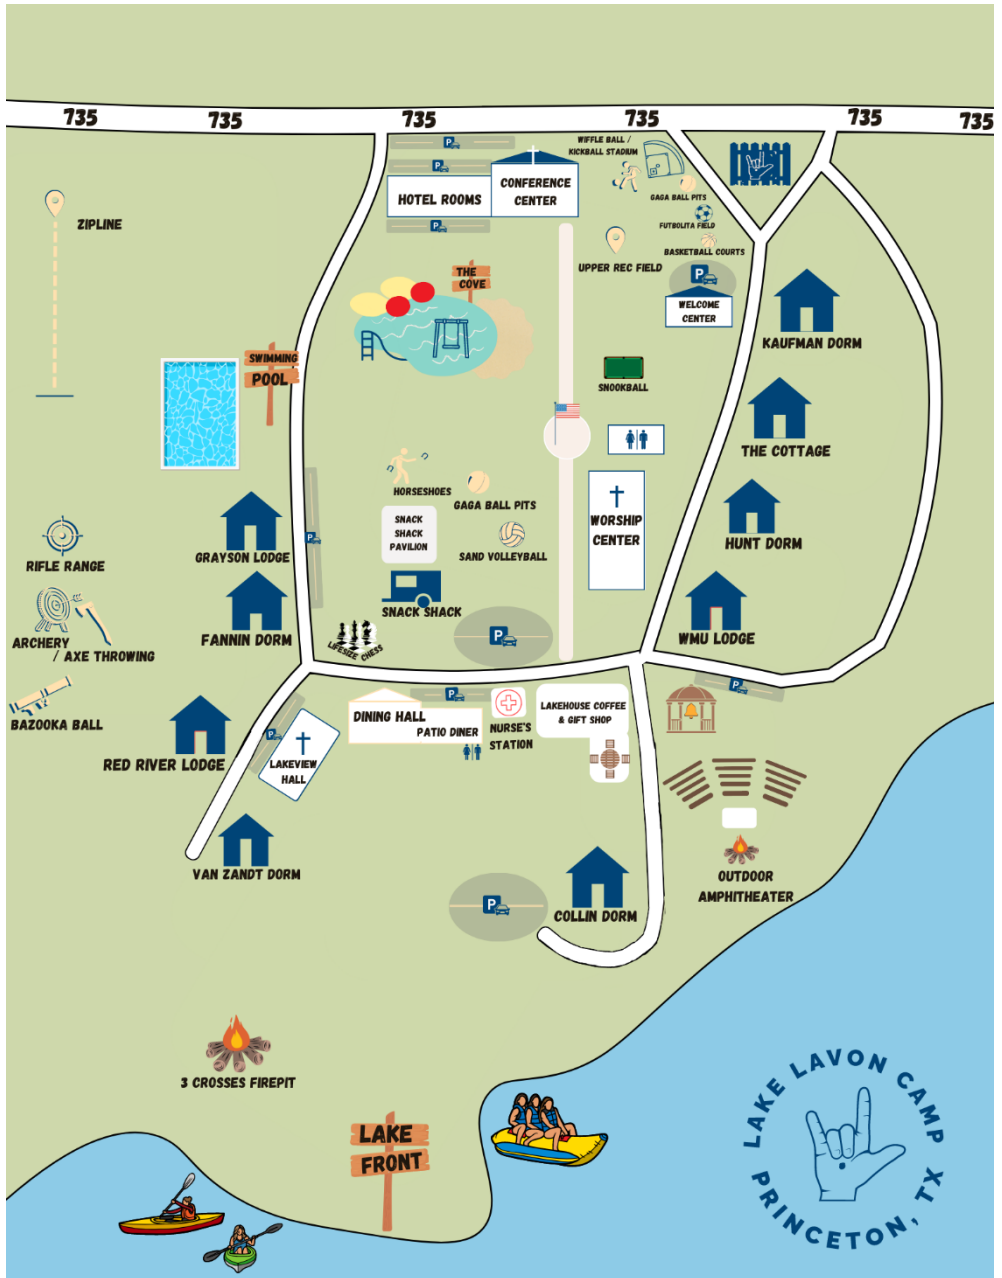 735
735
735
735
735
735
WIFFLE BALL /
KICKBALL STADIUM
P
P
HOTEL ROOMS
CONFERENCE
CENTER
P
GAGA BALL PITS
FUTBOLITA FIELD
BASKETBALL COURTS
UPPER REC FIELD
P
WELCOME
CENTER
ZIPLINE
THE
COVE
KAUFMAN DORM
SWIMMING
POOL
SNOOKBALL
THE COTTAGE
HORSESHOES
GAGA BALL PITS
SNACK
SHACK
PAVILION
SAND VOLLEYBALL
WORSHIP
CENTER
HUNT DORM
P
GRAYSON LODGE
RIFLE RANGE
SNACK SHACK
FANNIN DORM
LIFESIZE CHESS
P
WMU LODGE
ARCHERY
/ AXE THROWING
BAZOOKA BALL
P
P
DINING HALL
PATIO DINER
NURSE'S
STATION
LAKEHOUSE COFFEE
& GIFT SHOP
P
LAKEVIEW
HALL
RED RIVER LODGE
VAN ZANDT DORM
OUTDOOR
AMPHITHEATER
P
COLLIN DORM
3 CROSSES FIREPIT
LAKE
FRONT
LAKE LAVON CAMP
PRINCETON, TX